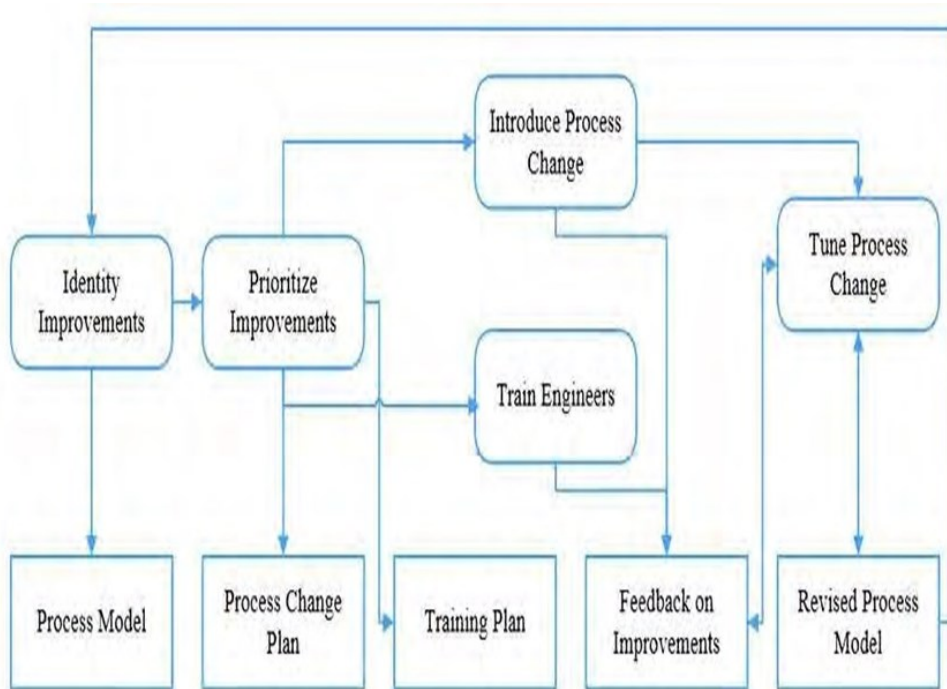 Introduce Process
Change
Identity
Improvements
Prioritize
Improvements
Tune Process
Change
Train Engineers
Process Model
Process Change
Plan
Training Plan
Feedback on
Improvements
Revised Process
Model